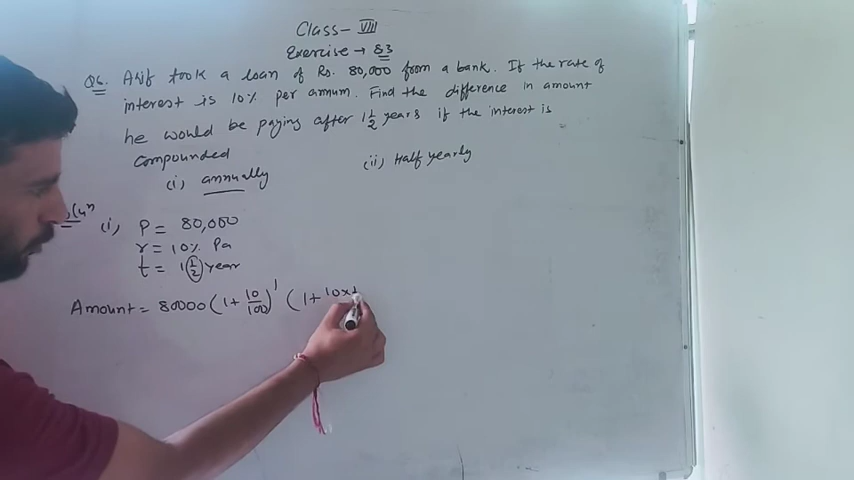 Class - VIII
Exercise → 8.3
Q6. Arif took a loan of Rs. 80,000 from a bank. If the rate of
interest is 10% per annum. Find the difference in amount
he would be paying after 1 1/2 years if the interest is
compounded
(i) annually (ii) Half yearly
(i) P = 80,000
r = 10% Pa
t = 1 1/2 year
Amount = 80000 (1 + 10/100)^1 (1 + 10x